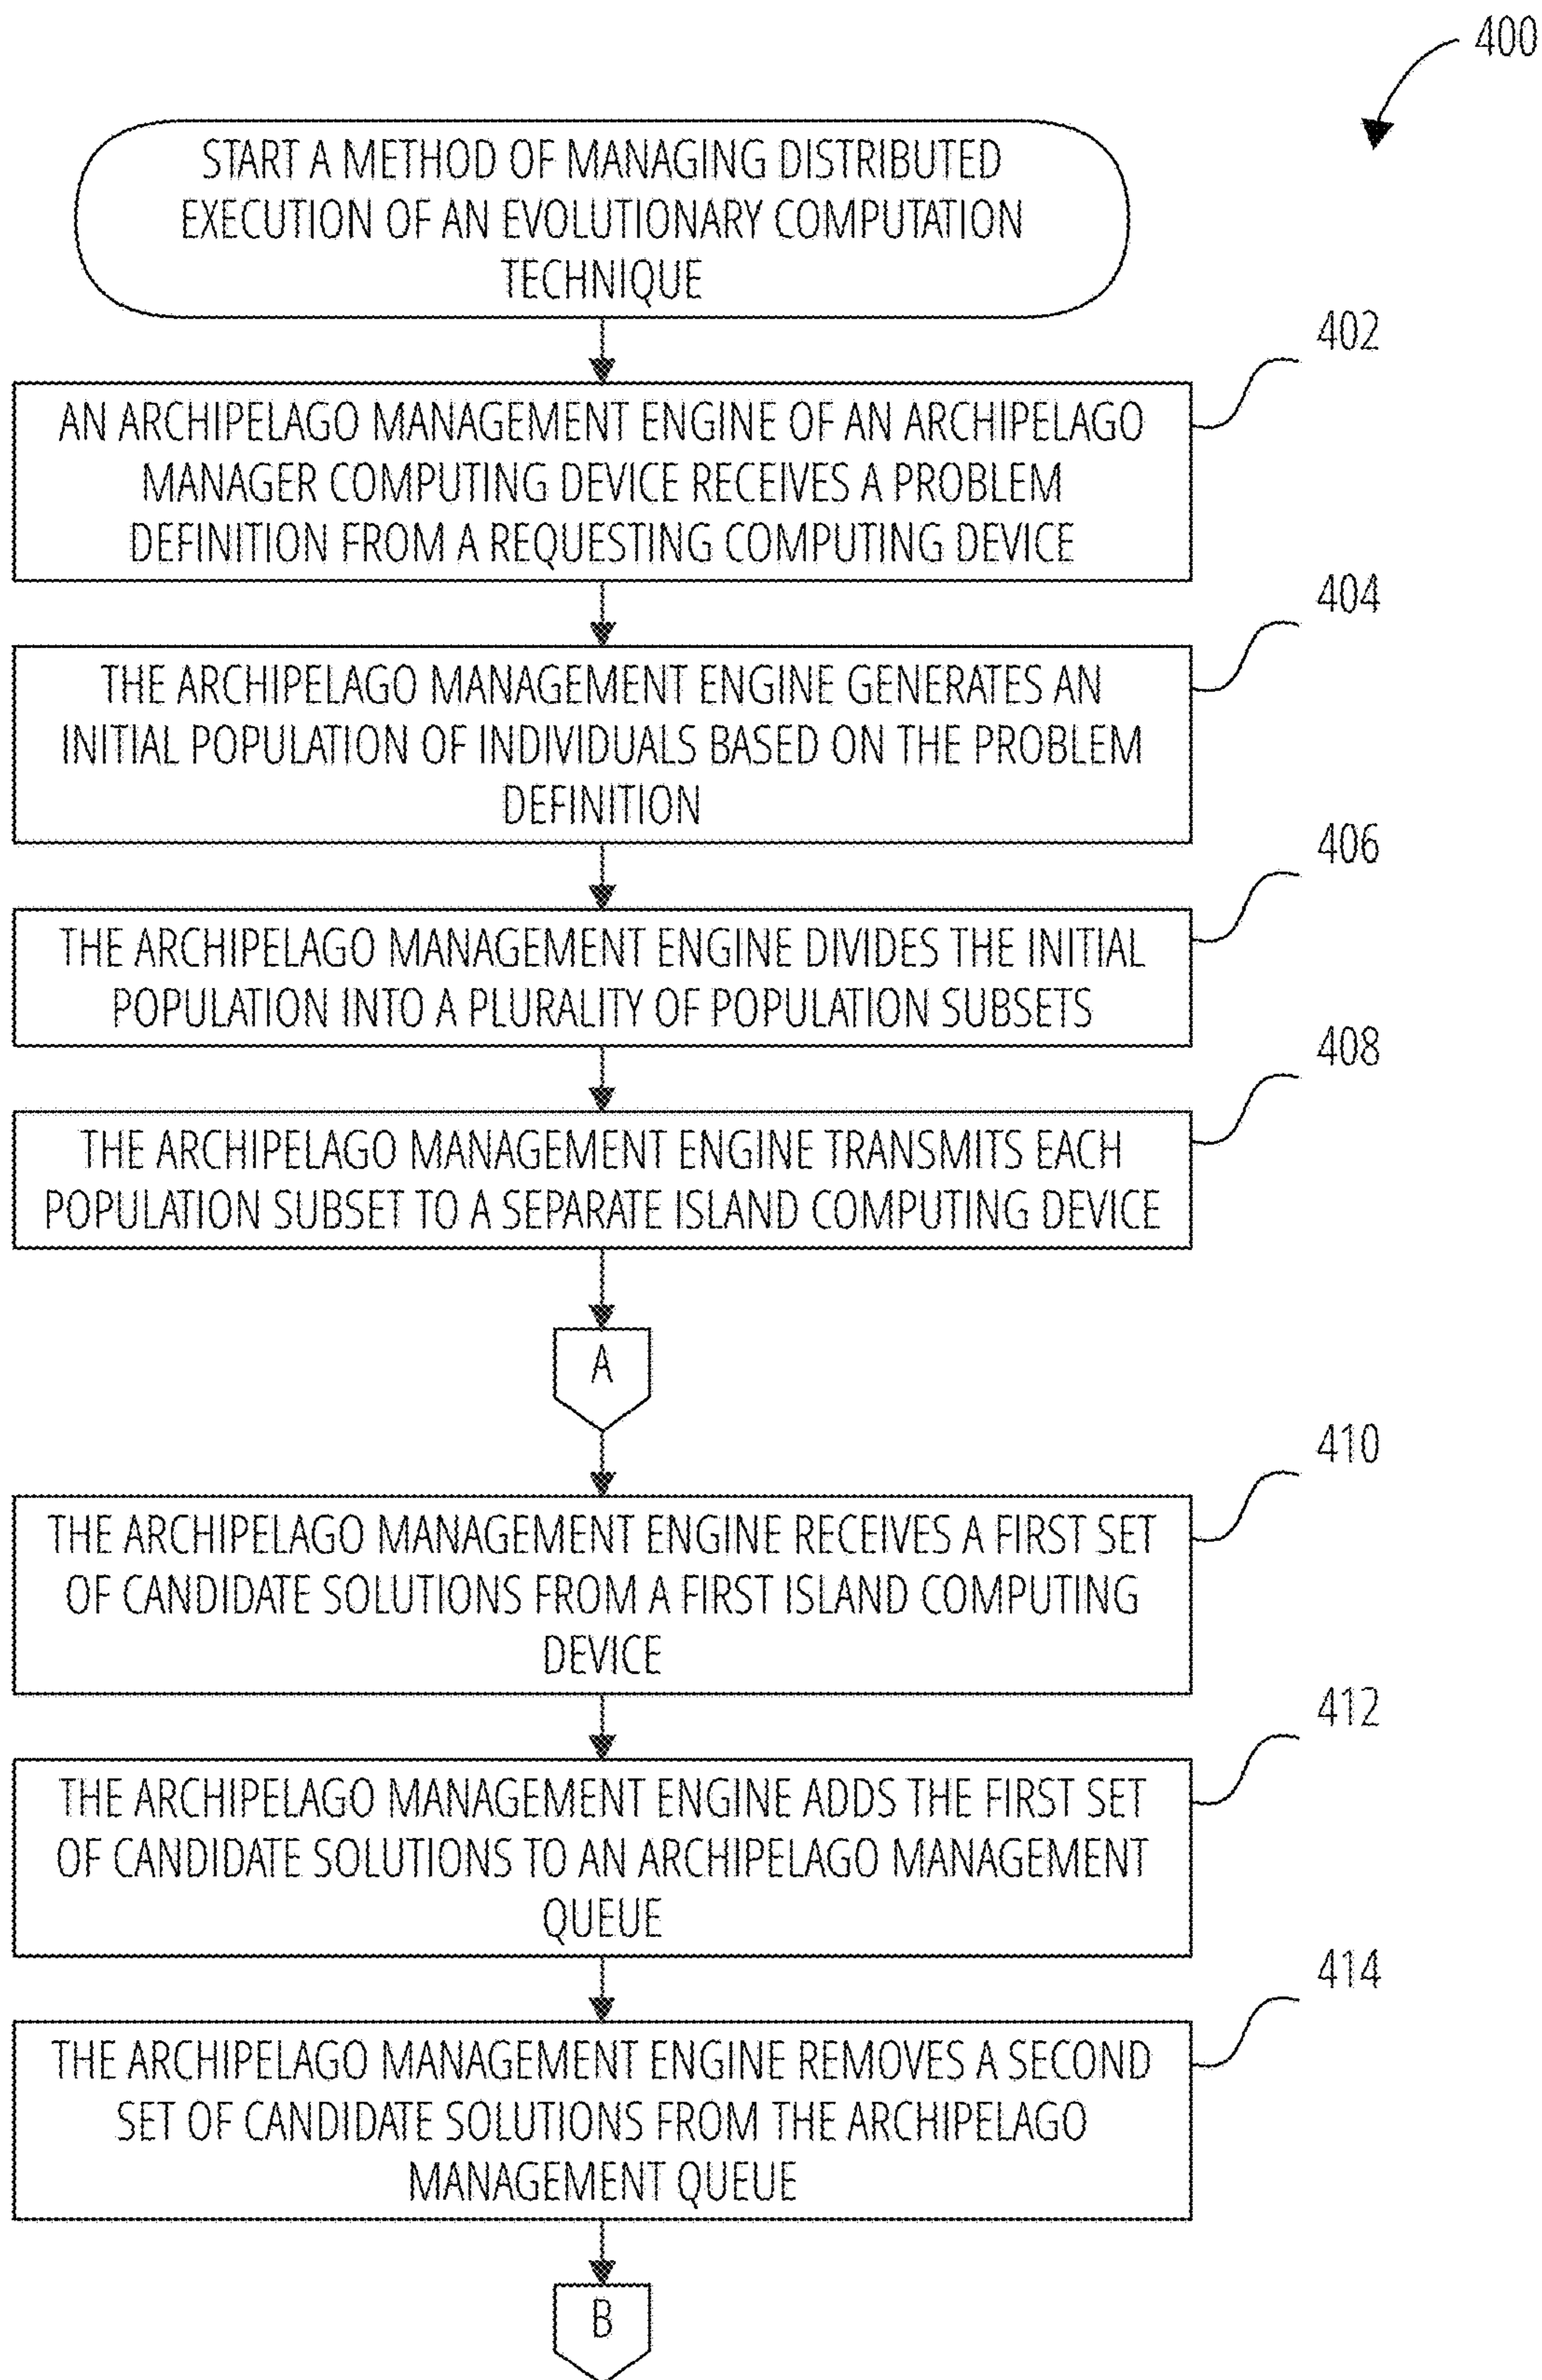 400
START A METHOD OF MANAGING DISTRIBUTED
EXECUTION OF AN EVOLUTIONARY COMPUTATION
TECHNIQUE
402
AN ARCHIPELAGO MANAGEMENT ENGINE OF AN ARCHIPELAGO
MANAGER COMPUTING DEVICE RECEIVES A PROBLEM
DEFINITION FROM A REQUESTING COMPUTING DEVICE
404
THE ARCHIPELAGO MANAGEMENT ENGINE GENERATES AN
INITIAL POPULATION OF INDIVIDUALS BASED ON THE PROBLEM
DEFINITION
406
THE ARCHIPELAGO MANAGEMENT ENGINE DIVIDES THE INITIAL
POPULATION INTO A PLURALITY OF POPULATION SUBSETS
408
THE ARCHIPELAGO MANAGEMENT ENGINE TRANSMITS EACH
POPULATION SUBSET TO A SEPARATE ISLAND COMPUTING DEVICE
A
410
THE ARCHIPELAGO MANAGEMENT ENGINE RECEIVES A FIRST SET
OF CANDIDATE SOLUTIONS FROM A FIRST ISLAND COMPUTING
DEVICE
412
THE ARCHIPELAGO MANAGEMENT ENGINE ADDS THE FIRST SET
OF CANDIDATE SOLUTIONS TO AN ARCHIPELAGO MANAGEMENT
QUEUE
414
THE ARCHIPELAGO MANAGEMENT ENGINE REMOVES A SECOND
SET OF CANDIDATE SOLUTIONS FROM THE ARCHIPELAGO
MANAGEMENT QUEUE
B